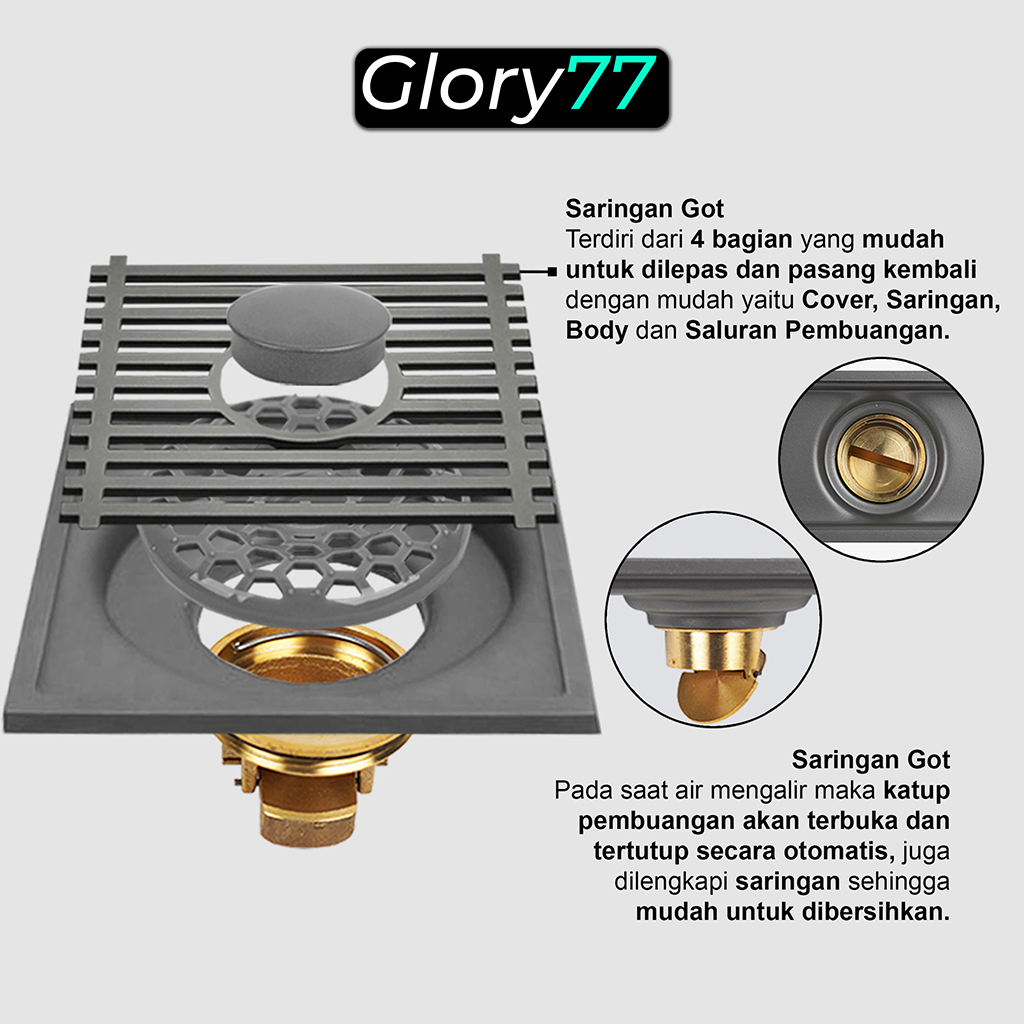 Glory77
Saringan Got
Terdiri dari 4 bagian yang mudah
untuk dilepas dan pasang kembali
dengan mudah yaitu Cover, Saringan,
Body dan Saluran Pembuangan.
Saringan Got
Pada saat air mengalir maka katup
pembuangan akan terbuka dan
tertutup secara otomatis, juga
dilengkapi saringan sehingga
mudah untuk dibersihkan.